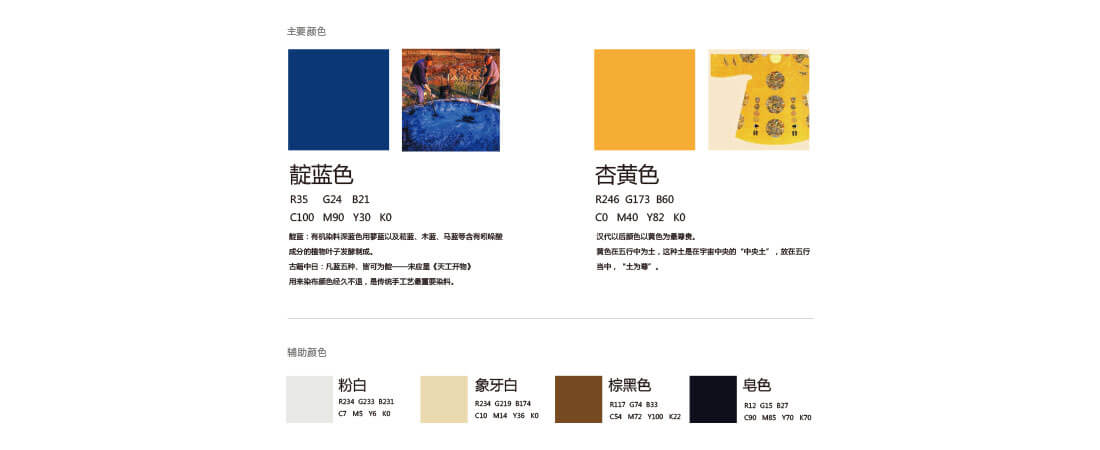 主要颜色
靛蓝色
R35 G24 B21
C100 M90 Y30 K0
靛蓝：有机染料深蓝色用蓼蓝以及菘蓝、木蓝、马蓝等含有吲哚酸
成分的植物叶子发酵制成。
古籍中曰：凡蓝五种，皆可为靛——宋应星《天工开物》
用来染布颜色经久不退，是传统手工艺最重要染料。
杏黄色
R246 G173 B60
C0 M40 Y82 K0
汉代以后颜色以黄色为最尊贵。
黄色在五行中为土，这种土是在宇宙中央的“中央土”，故在五行
当中，“土为尊”。
辅助颜色
粉白
R234 G233 B231
C7 M5 Y6 K0
象牙白
R234 G219 B174
C10 M14 Y36 K0
棕黑色
R117 G74 B33
C54 M72 Y100 K22
皂色
R12 G15 B27
C90 M85 Y70 K70